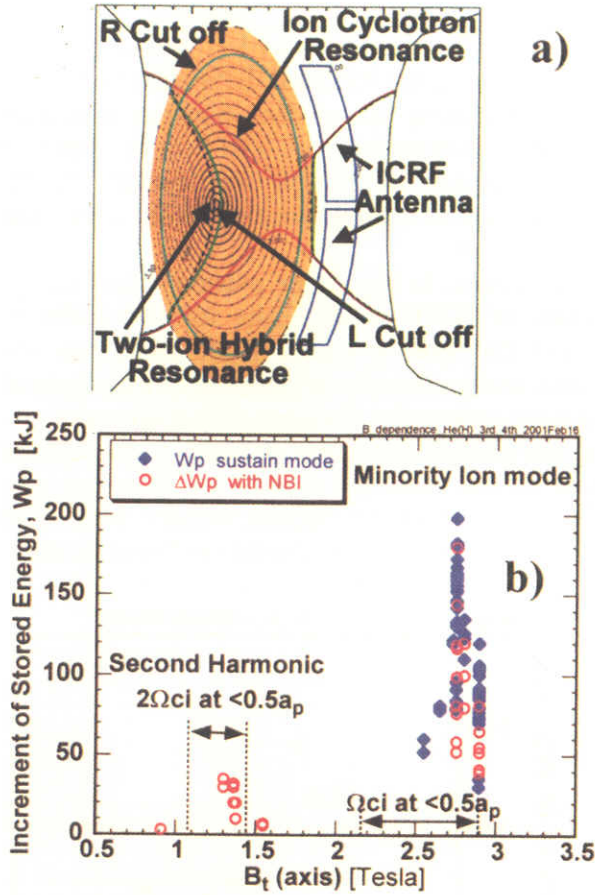 R Cut off
Ion Cyclotron
Resonance
a)
ICRF
Antenna
Two-ion Hybrid
Resonance
L Cut off
B dependence He(H) 3rd 4th 2001Feb16
Increment of Stored Energy, Wp [kJ]
250
200
150
100
50
0
Wp sustain mode
ΔWp with NBI
Minority Ion mode
b)
Second Harmonic
2Ωci at <0.5ap
Ωci at <0.5ap
0.5 1 1.5 2 2.5 3 3.5
Bt (axis) [Tesla]